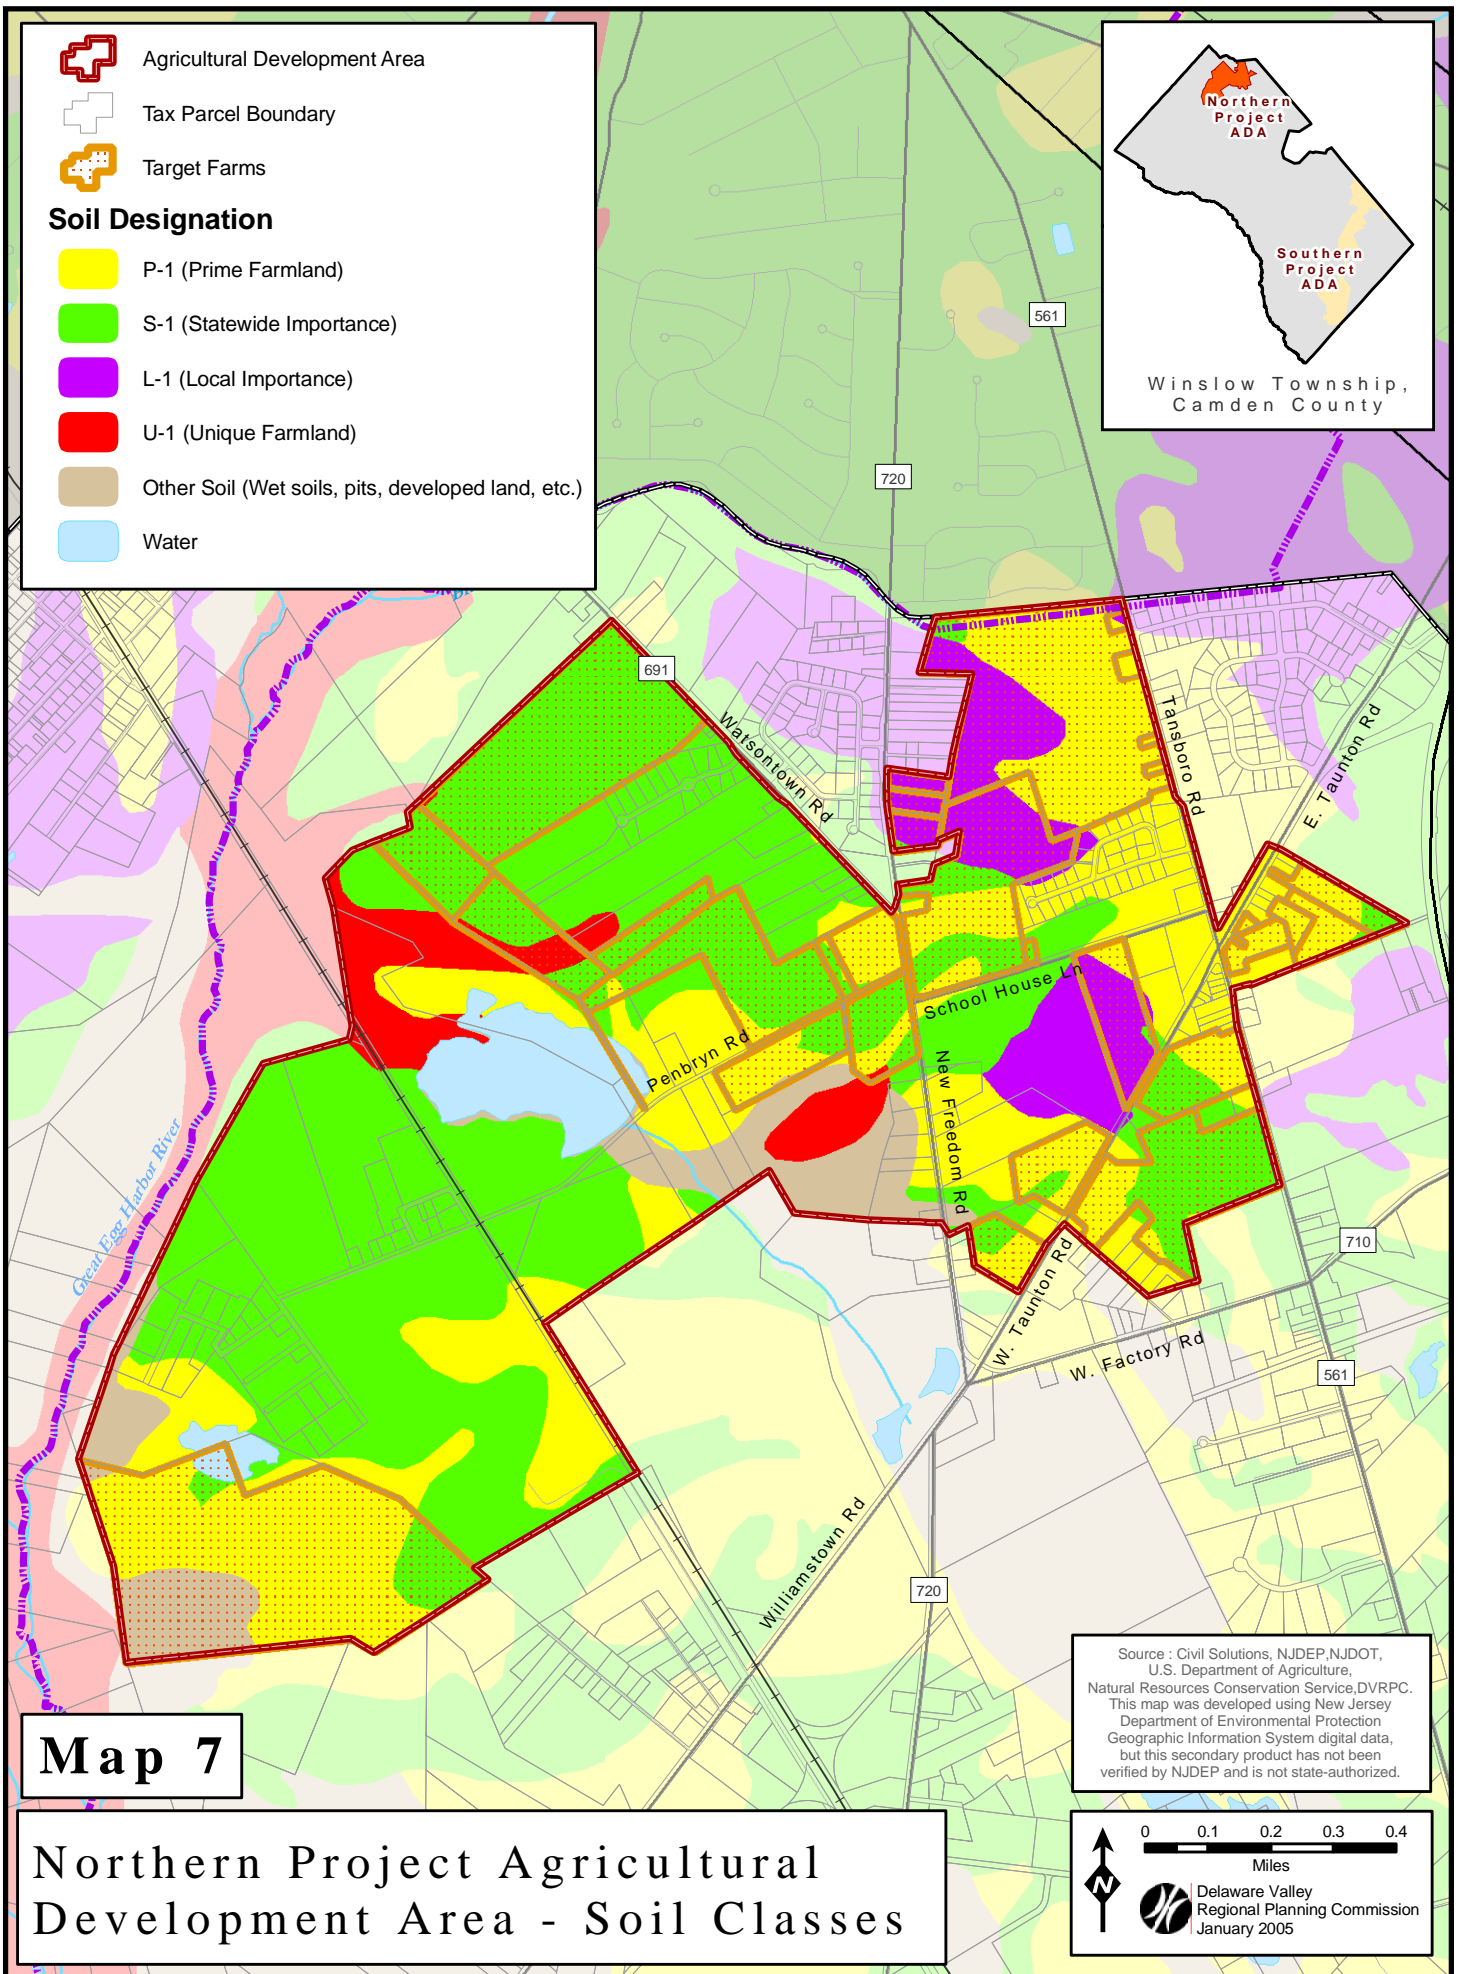 Agricultural Development Area
Tax Parcel Boundary
Target Farms
Soil Designation
P-1 (Prime Farmland)
S-1 (Statewide Importance)
L-1 (Local Importance)
U-1 (Unique Farmland)
Other Soil (Wet soils, pits, developed land, etc.)
Water
Northern
Project
ADA
Southern
Project
ADA
Winslow Township,
Camden County
561
720
691
Watsontown Rd
Tansboro Rd
E. Taunton Rd
School House Ln
Penbryn Rd
New Freedom Rd
Great Egg Harbor River
W. Taunton Rd
710
W. Factory Rd
561
Williamstown Rd
720
Source : Civil Solutions, NJDEP,NJDOT,
U.S. Department of Agriculture,
Natural Resources Conservation Service,DVRPC.
This map was developed using New Jersey
Department of Environmental Protection
Geographic Information System digital data,
but this secondary product has not been
verified by NJDEP and is not state-authorized.
Map 7
Northern Project Agricultural
Development Area - Soil Classes
0 0.1 0.2 0.3 0.4
Miles
N
Delaware Valley
Regional Planning Commission
January 2005